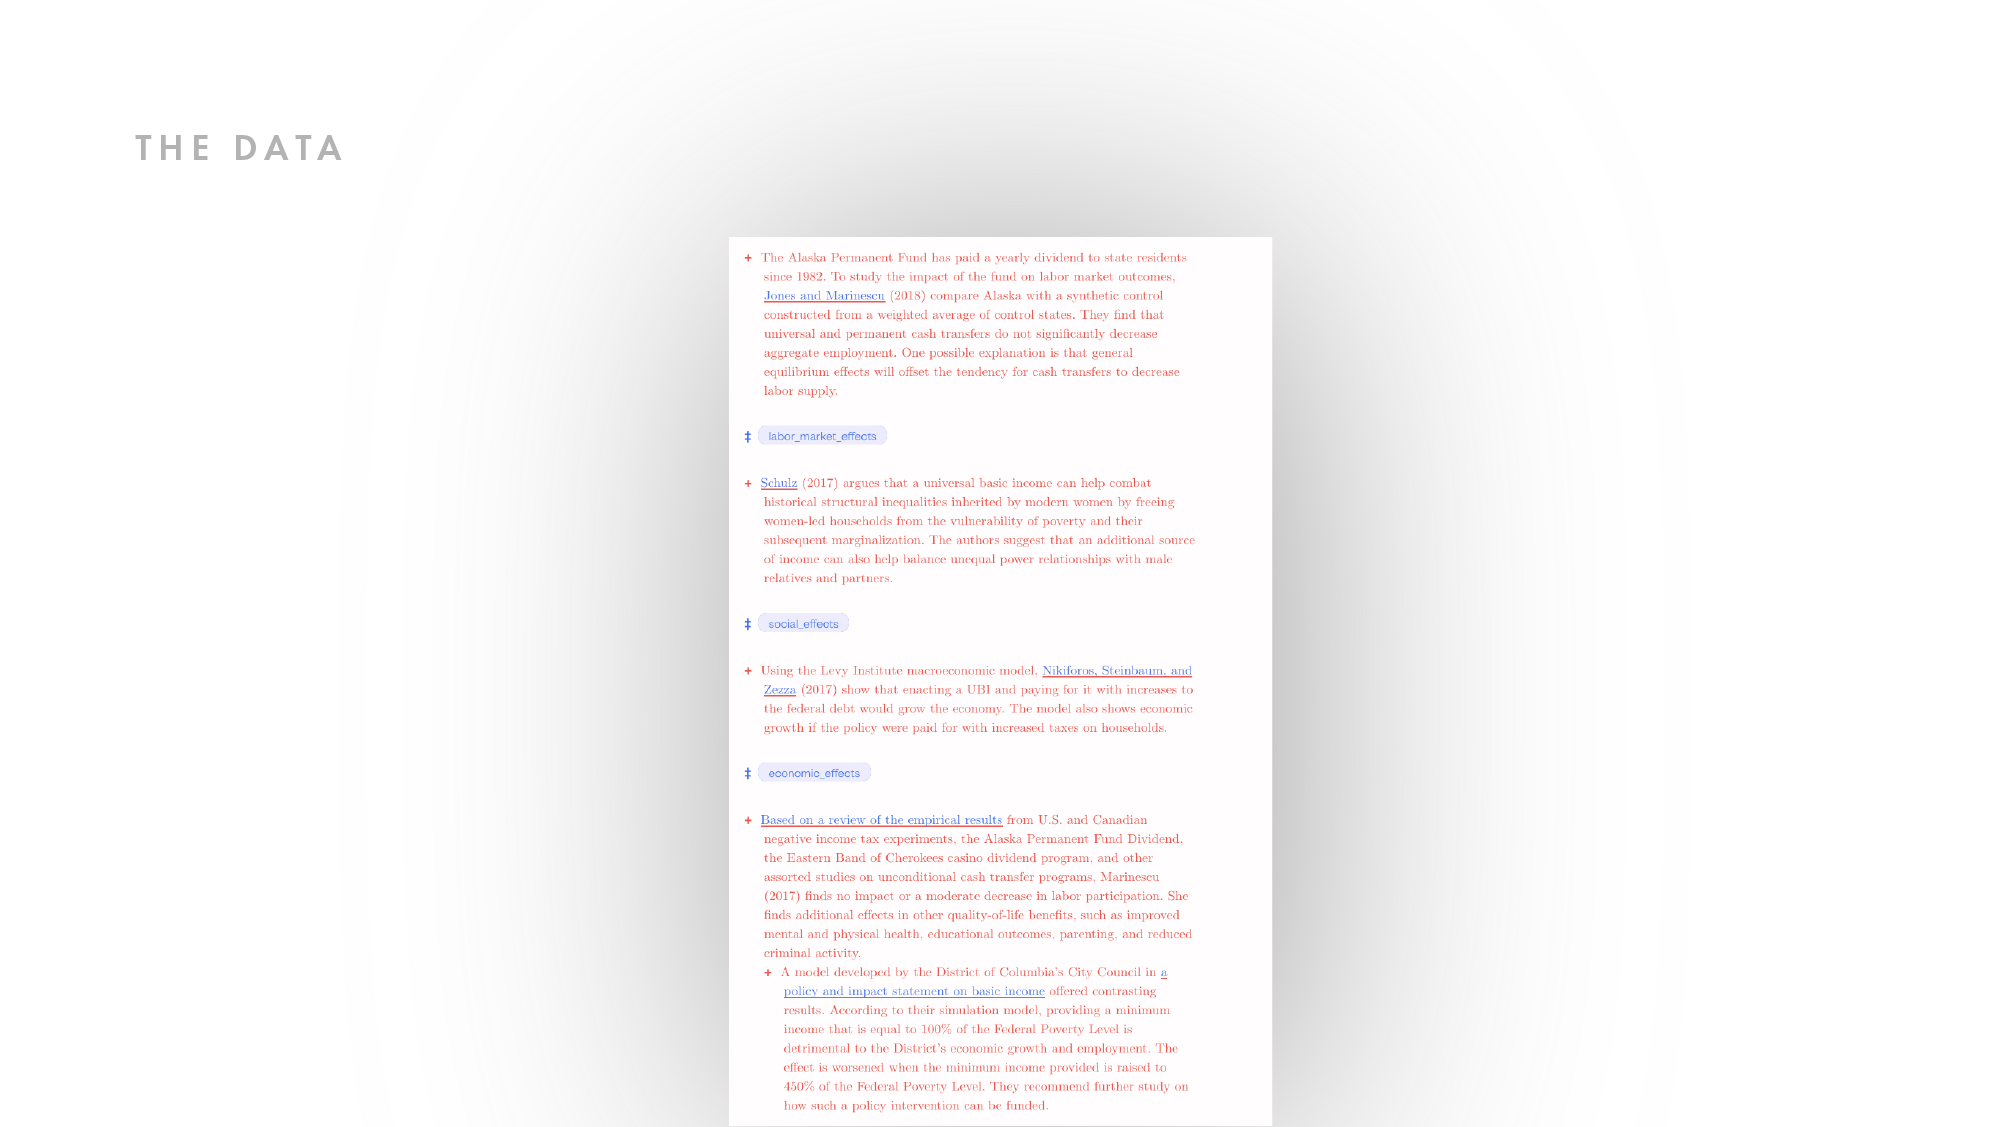 THE DATA
+ The Alaska Permanent Fund has paid a yearly dividend to state residents
since 1982. To study the impact of the fund on labor market outcomes,
Jones and Marinescu (2018) compare Alaska with a synthetic control
constructed from a weighted average of control states. They find that
universal and permanent cash transfers do not significantly decrease
aggregate employment. One possible explanation is that general
equilibrium effects will offset the tendency for cash transfers to decrease
labor supply.
‡ labor_market_effects
+ Schulz (2017) argues that a universal basic income can help combat
historical structural inequalities inherited by modern women by freeing
women-led households from the vulnerability of poverty and their
subsequent marginalization. The authors suggest that an additional source
of income can also help balance unequal power relationships with male
relatives and partners.
‡ social_effects
+ Using the Levy Institute macroeconomic model, Nikiforos, Steinbaum, and
Zezza (2017) show that enacting a UBI and paying for it with increases to
the federal debt would grow the economy. The model also shows economic
growth if the policy were paid for with increased taxes on households.
‡ economic_effects
+ Based on a review of the empirical results from U.S. and Canadian
negative income tax experiments, the Alaska Permanent Fund Dividend,
the Eastern Band of Cherokees casino dividend program, and other
assorted studies on unconditional cash transfer programs, Marinescu
(2017) finds no impact or a moderate decrease in labor participation. She
finds additional effects in other quality-of-life benefits, such as improved
mental and physical health, educational outcomes, parenting, and reduced
criminal activity.
+ A model developed by the District of Columbia's City Council in a
policy and impact statement on basic income offered contrasting
results. According to their simulation model, providing a minimum
income that is equal to 100% of the Federal Poverty Level is
detrimental to the District's economic growth and employment. The
effect is worsened when the minimum income provided is raised to
450% of the Federal Poverty Level. They recommend further study on
how such a policy intervention can be funded.